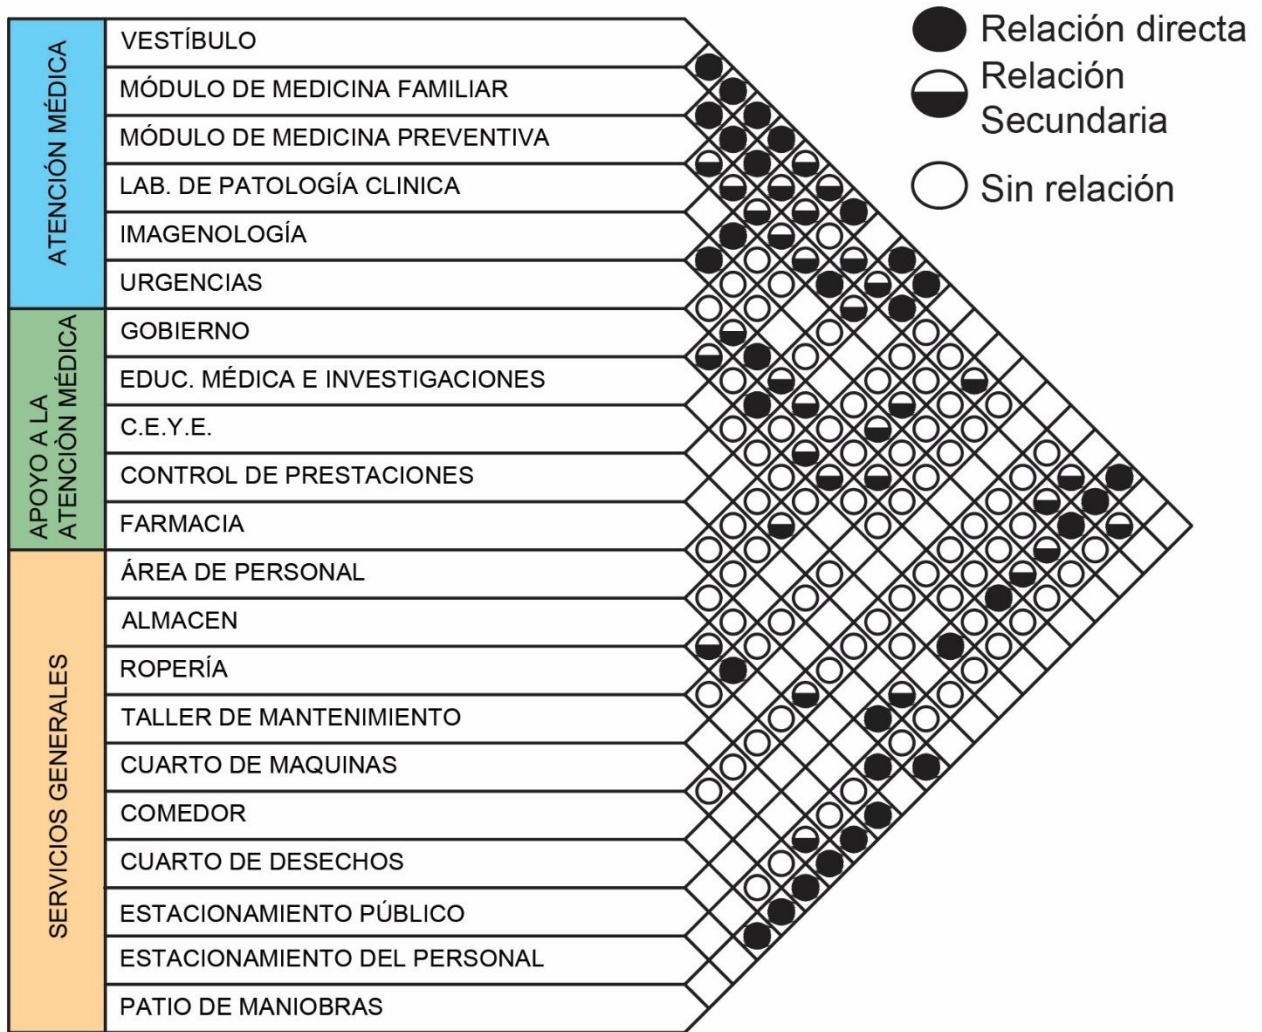 VESTÍBULO
MÓDULO DE MEDICINA FAMILIAR
MÓDULO DE MEDICINA PREVENTIVA
LAB. DE PATOLOGÍA CLINICA
IMAGENOLOGÍA
URGENCIAS
GOBIERNO
EDUC. MÉDICA E INVESTIGACIONES
C.E.Y.E.
CONTROL DE PRESTACIONES
FARMACIA
ÁREA DE PERSONAL
ALMACEN
ROPERÍA
TALLER DE MANTENIMIENTO
CUARTO DE MAQUINAS
COMEDOR
CUARTO DE DESECHOS
ESTACIONAMIENTO PÚBLICO
ESTACIONAMIENTO DEL PERSONAL
PATIO DE MANIOBRAS
ATENCIÓN MÉDICA
APOYO A LA
ATENCIÒN MÉDICA
SERVICIOS GENERALES
Relación directa
Relación
Secundaria
Sin relación